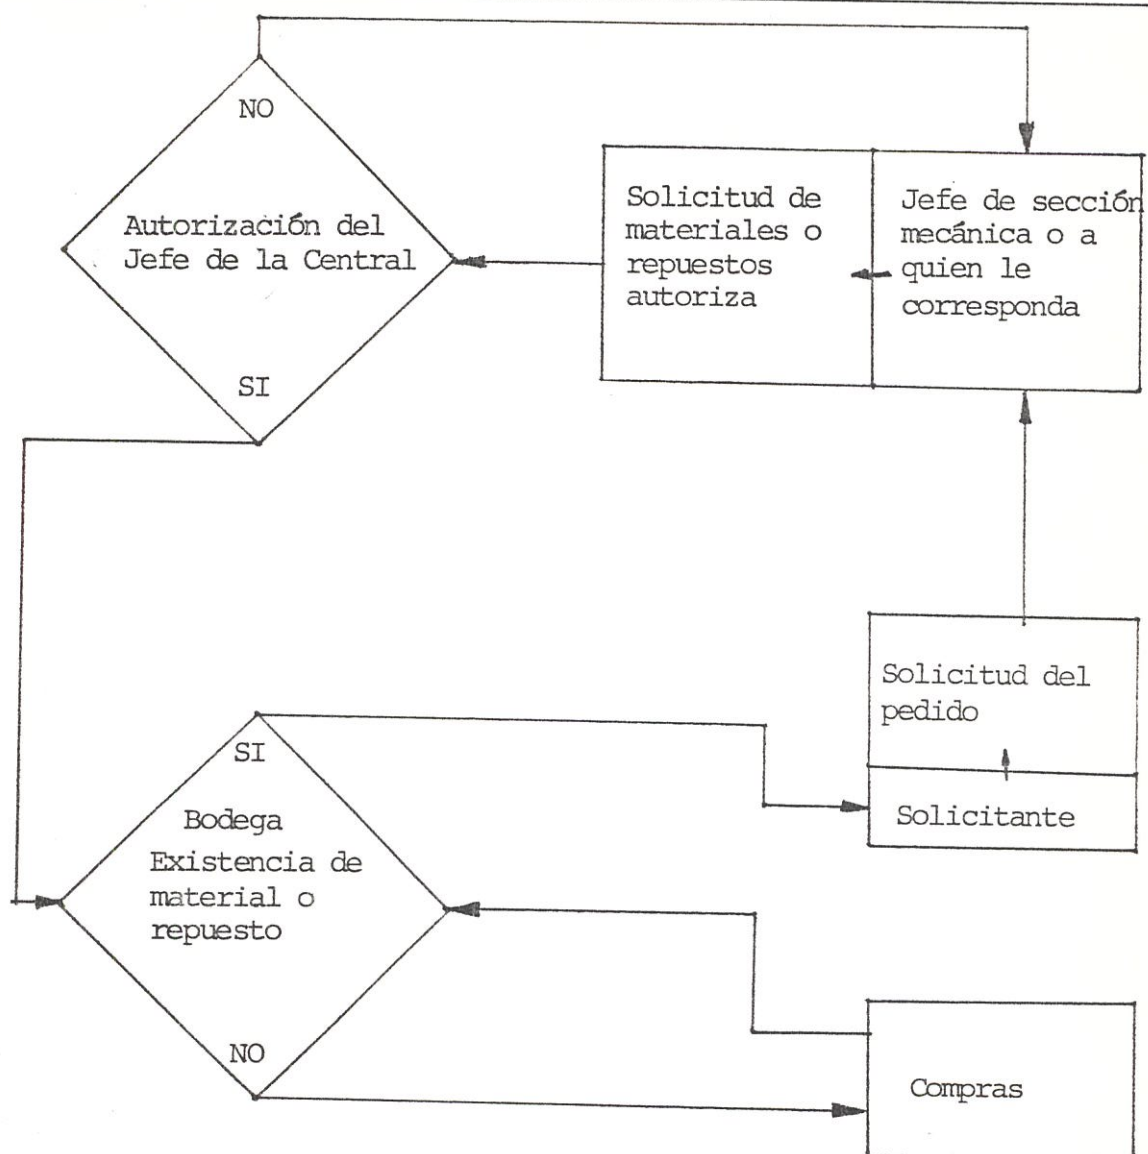 NO
Autorización del
Jefe de la Central
SI
Solicitud de
materiales o
repuestos
autoriza
Jefe de sección
mecánica o a
quien le
corresponda
Solicitud del
pedido
Solicitante
SI
Bodega
Existencia de
material o
repuesto
NO
Compras